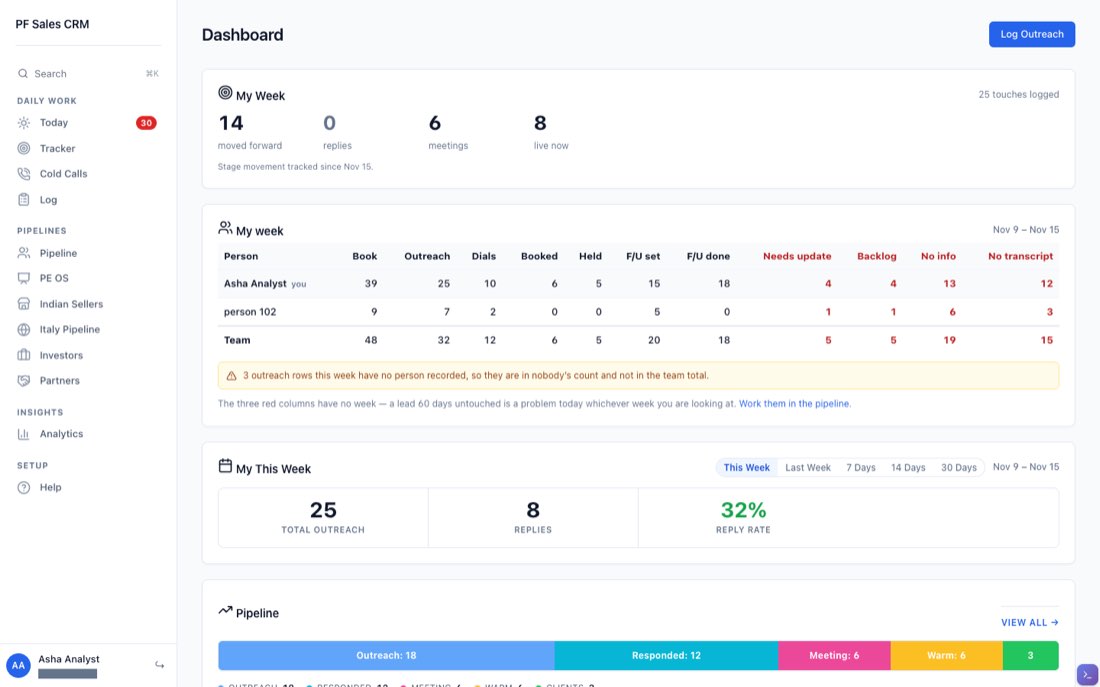 PF Sales CRM
Search ⌘K
DAILY WORK
Today 30
Tracker
Cold Calls
Log
PIPELINES
Pipeline
PE OS
Indian Sellers
Italy Pipeline
Investors
Partners
INSIGHTS
Analytics
SETUP
Help
AA Asha Analyst
Dashboard
Log Outreach
My Week
25 touches logged
14 0 6 8
moved forward replies meetings live now
Stage movement tracked since Nov 15.
My week
Nov 9 – Nov 15
Person Book Outreach Dials Booked Held F/U set F/U done Needs update Backlog No info No transcript
Asha Analyst you 39 25 10 6 5 15 18 4 4 13 12
person 102 9 7 2 0 0 5 0 1 1 6 3
Team 48 32 12 6 5 20 18 5 5 19 15
3 outreach rows this week have no person recorded, so they are in nobody's count and not in the team total.
The three red columns have no week — a lead 60 days untouched is a problem today whichever week you are looking at. Work them in the pipeline.
My This Week
This Week Last Week 7 Days 14 Days 30 Days Nov 9 – Nov 15
25 8 32%
TOTAL OUTREACH REPLIES REPLY RATE
Pipeline
VIEW ALL →
Outreach: 18 Responded: 12 Meeting: 6 Warm: 6 3
OUTREACH 18 RESPONDED 12 MEETING 6 WARM 6 CLIENTS 3